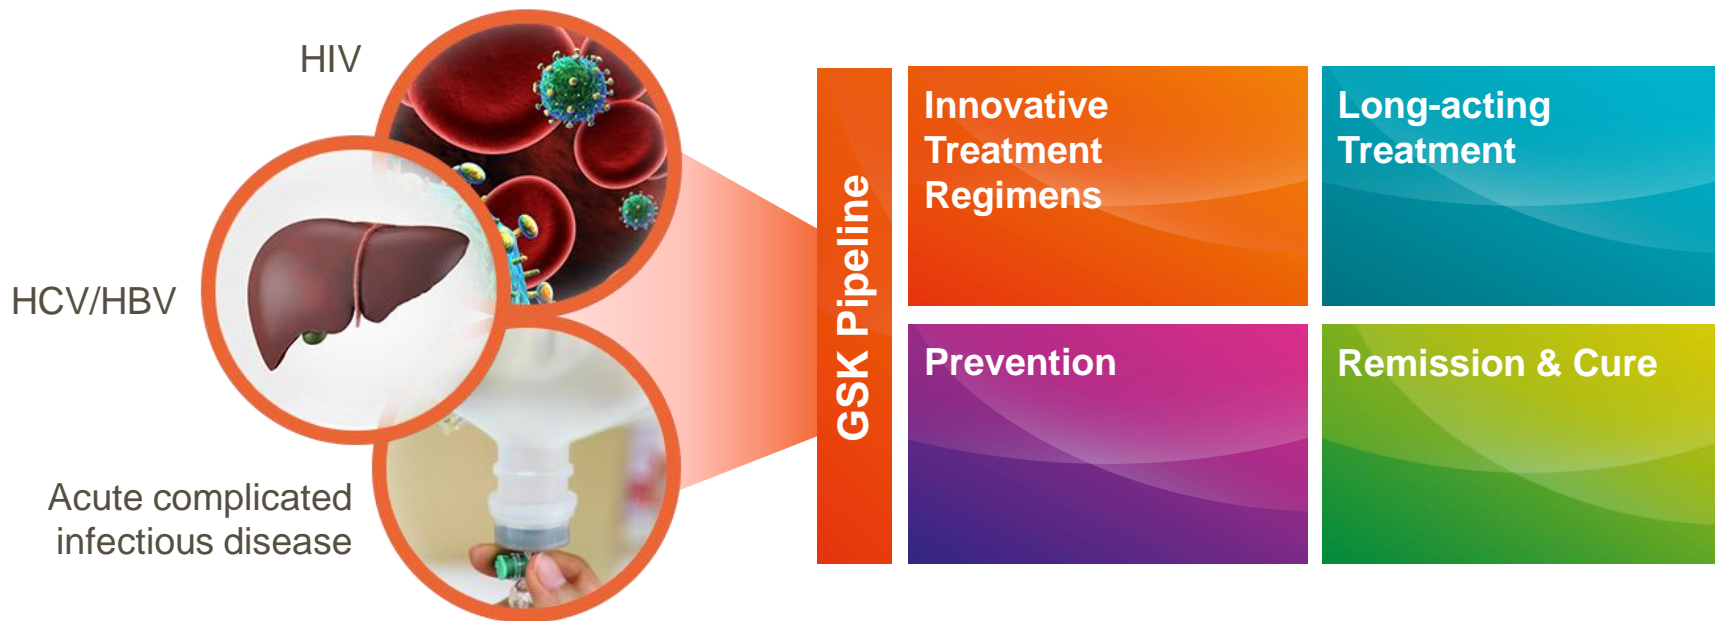 HIV
HCV/HBV
Acute complicated
infectious disease
GSK Pipeline
Innovative
Treatment
Regimens
Long-acting
Treatment
Prevention
Remission & Cure